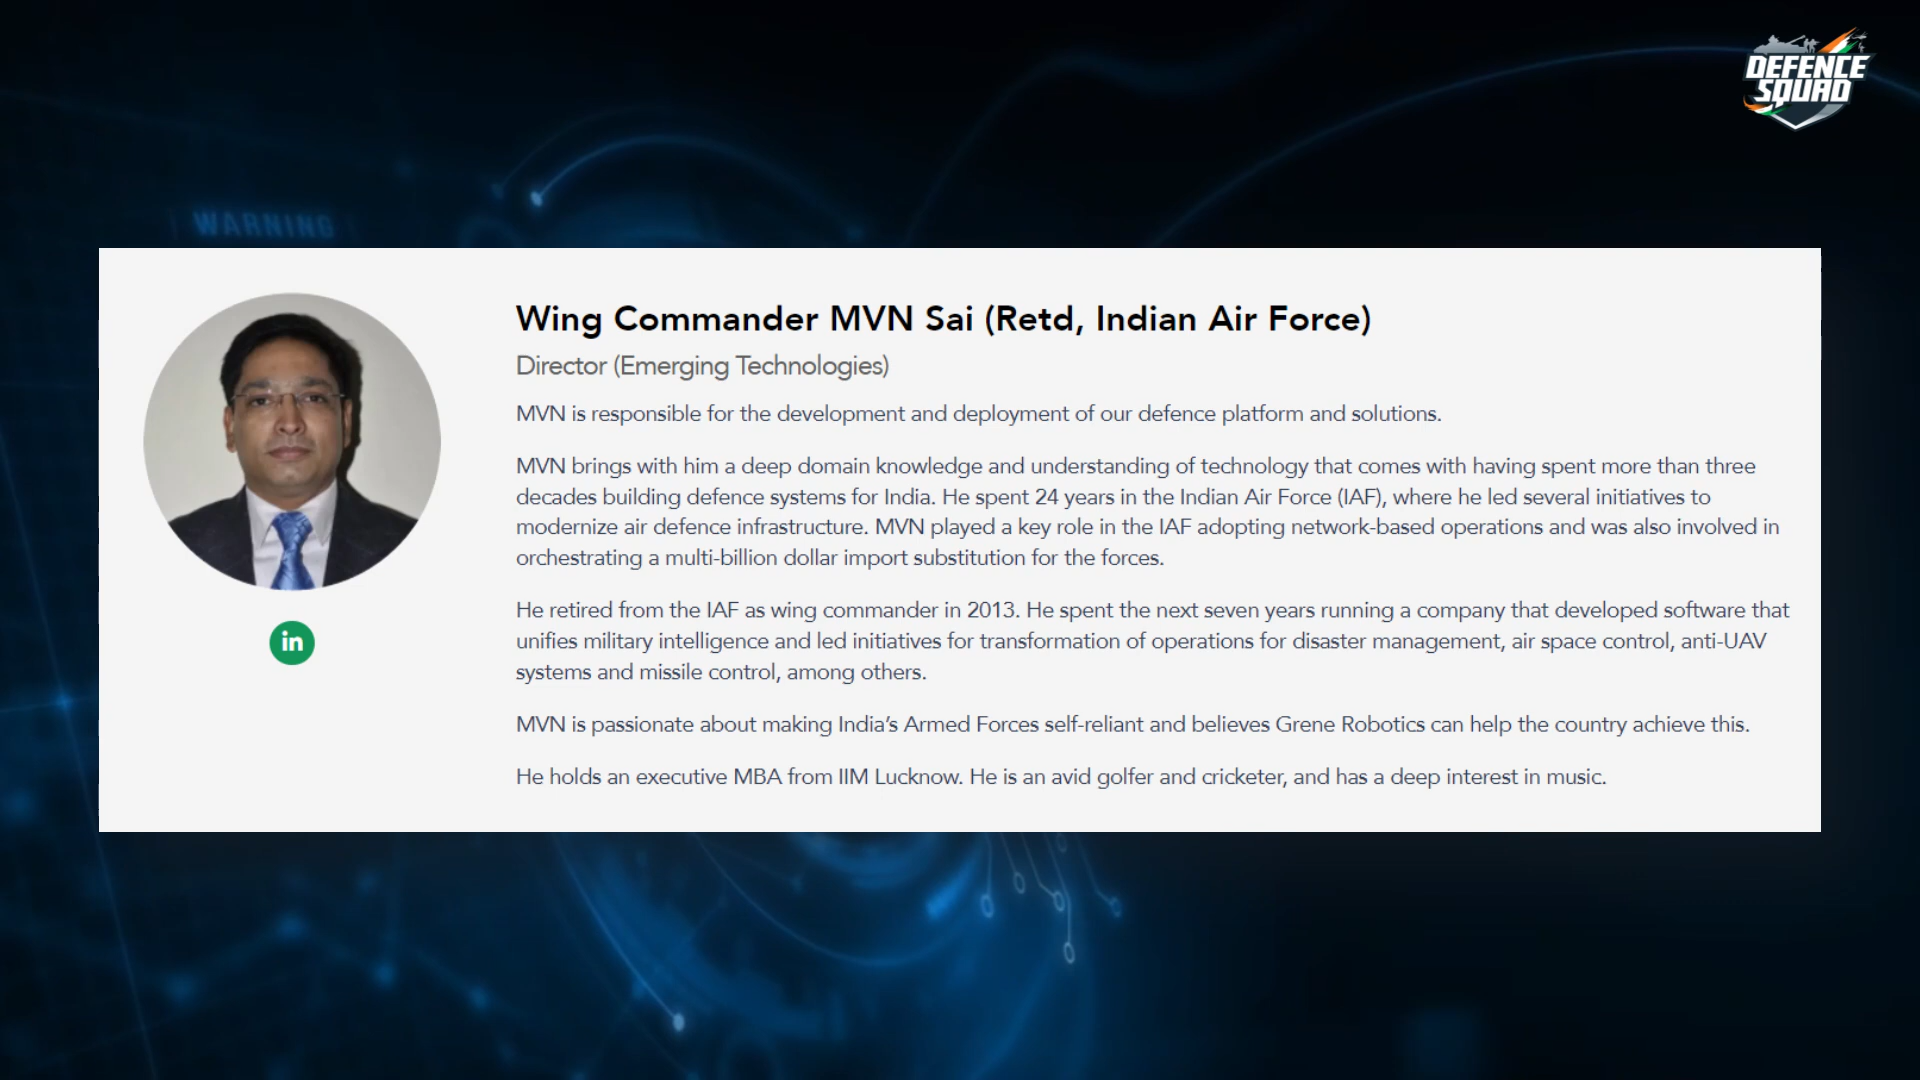 DEFENCE
SQUAD
WARNING
Wing Commander MVN Sai (Retd, Indian Air Force)
Director (Emerging Technologies)
MVN is responsible for the development and deployment of our defence platform and solutions.
MVN brings with him a deep domain knowledge and understanding of technology that comes with having spent more than three
decades building defence systems for India. He spent 24 years in the Indian Air Force (IAF), where he led several initiatives to
modernize air defence infrastructure. MVN played a key role in the IAF adopting network-based operations and was also involved in
orchestrating a multi-billion dollar import substitution for the forces.
He retired from the IAF as wing commander in 2013. He spent the next seven years running a company that developed software that
unifies military intelligence and led initiatives for transformation of operations for disaster management, air space control, anti-UAV
systems and missile control, among others.
MVN is passionate about making India’s Armed Forces self-reliant and believes Grene Robotics can help the country achieve this.
He holds an executive MBA from IIM Lucknow. He is an avid golfer and cricketer, and has a deep interest in music.
in